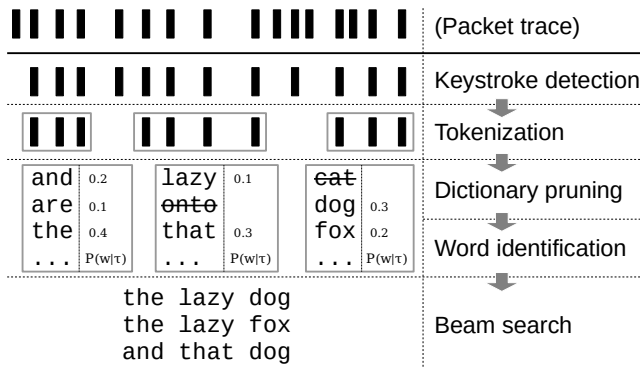 (Packet trace)
Keystroke detection
Tokenization
and 0.2 lazy 0.1 cat
Dictionary pruning
are 0.1 onto dog 0.3
the 0.4 that 0.3 fox 0.2
Word identification
... P(w|τ) ... P(w|τ) ... P(w|τ)
the lazy dog
the lazy fox
Beam search
and that dog